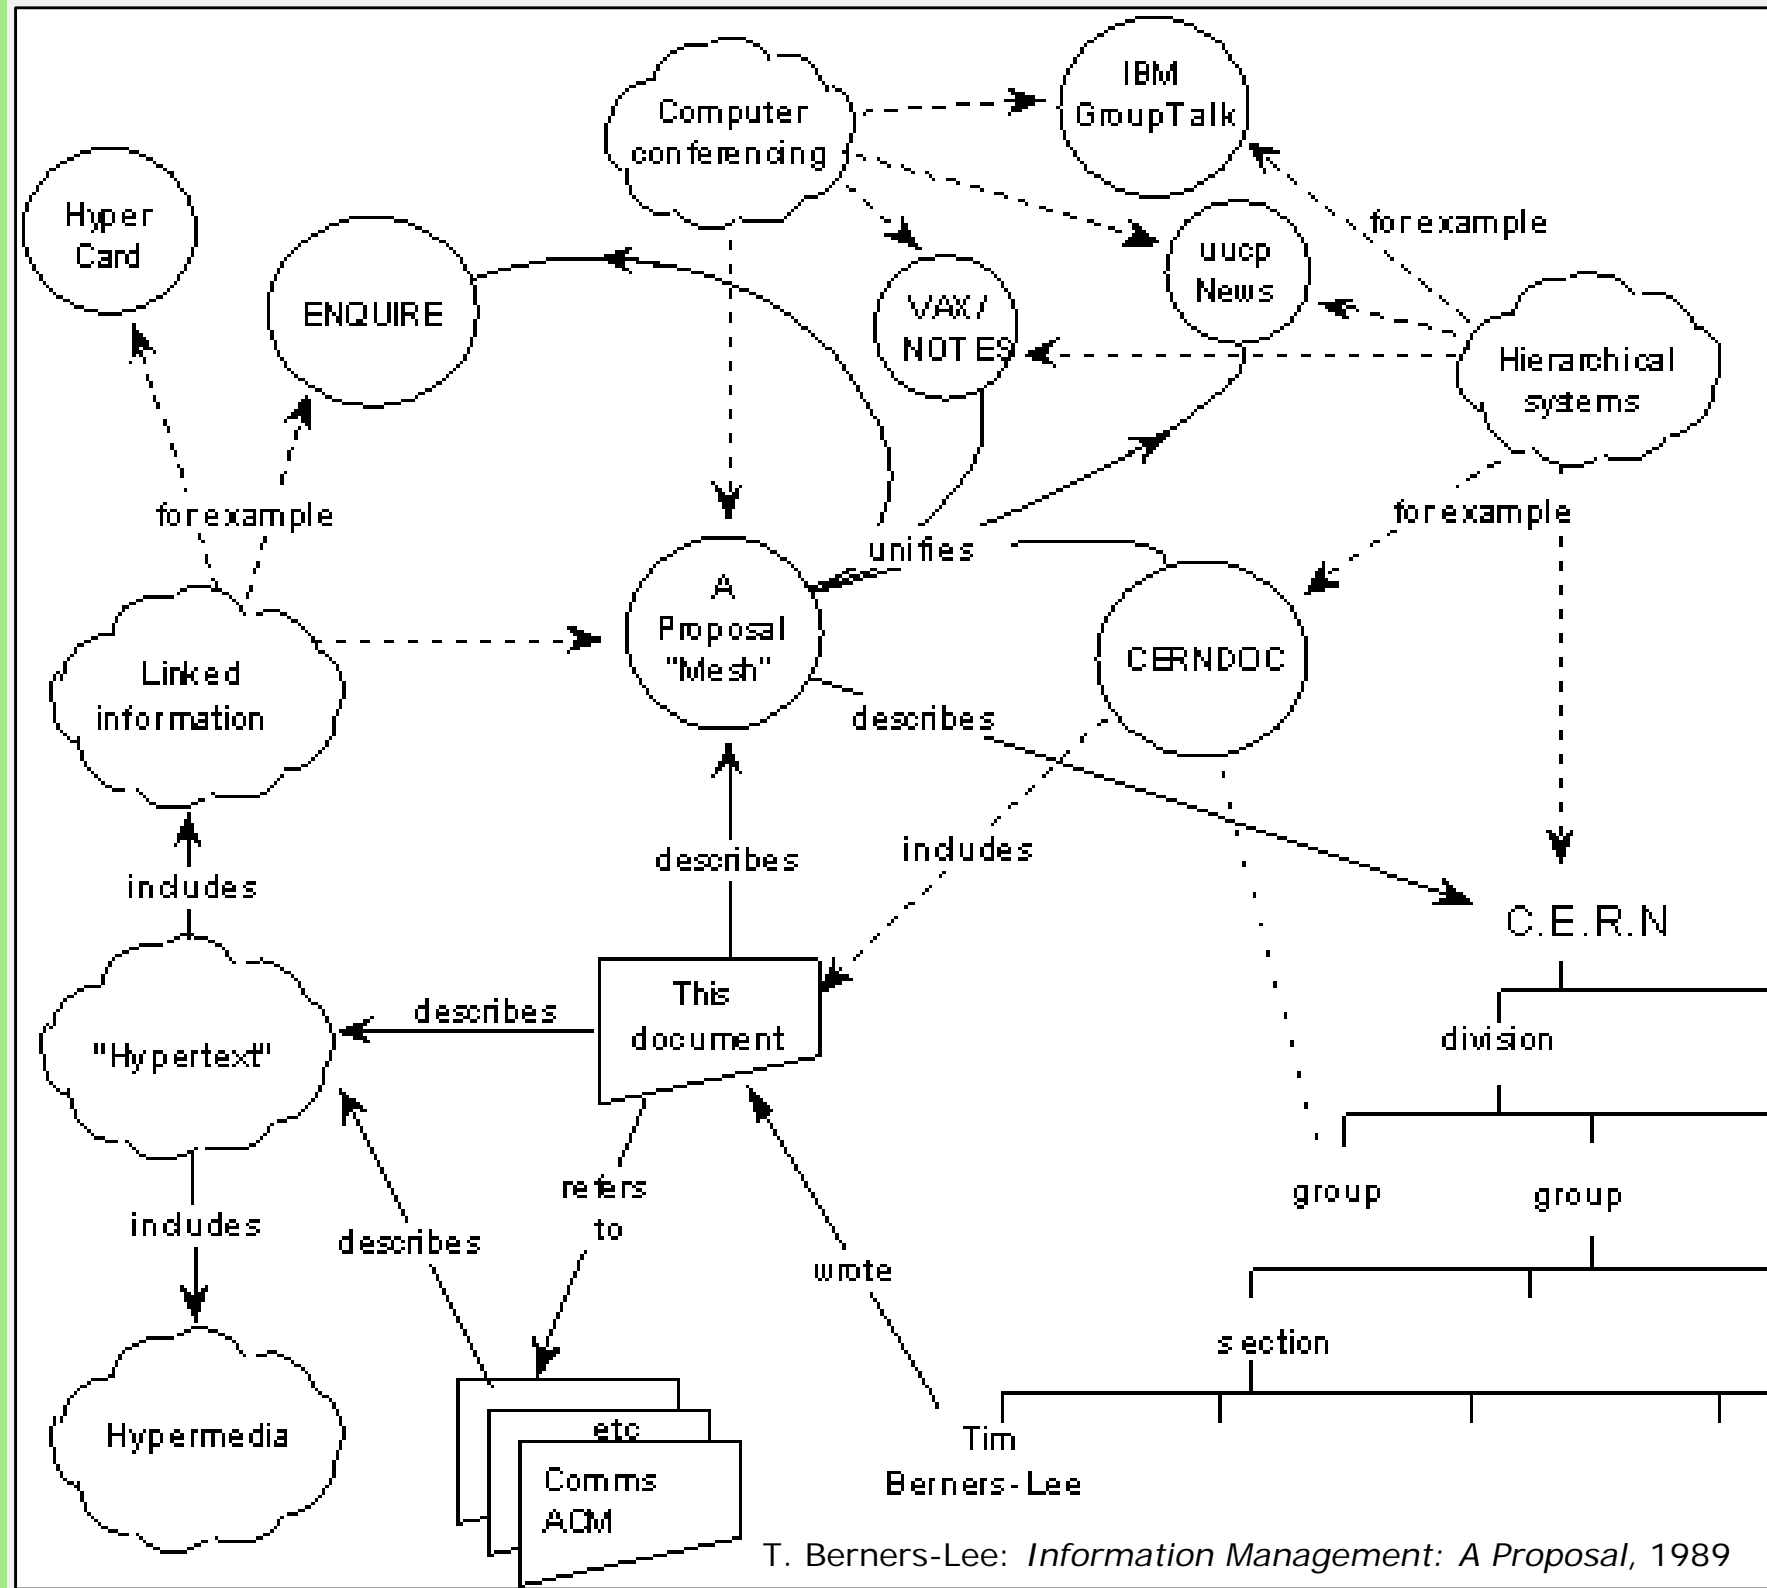 IBM
GroupTalk
Computer
conferencing
Hyper
Card
for example
uucp
News
ENQUIRE
VAX/
NOTES
Hierarchical
systems
for example
for example
unifies
A
Proposal
"Mesh"
CERNDOC
Linked
information
describes
describes
includes
includes
C.E.R.N
This
document
describes
"Hypertext"
division
refers
to
group
group
includes
describes
wrote
section
Hypermedia
etc
Tim
Berners-Lee
Comms
ACM
T. Berners-Lee: Information Management: A Proposal, 1989